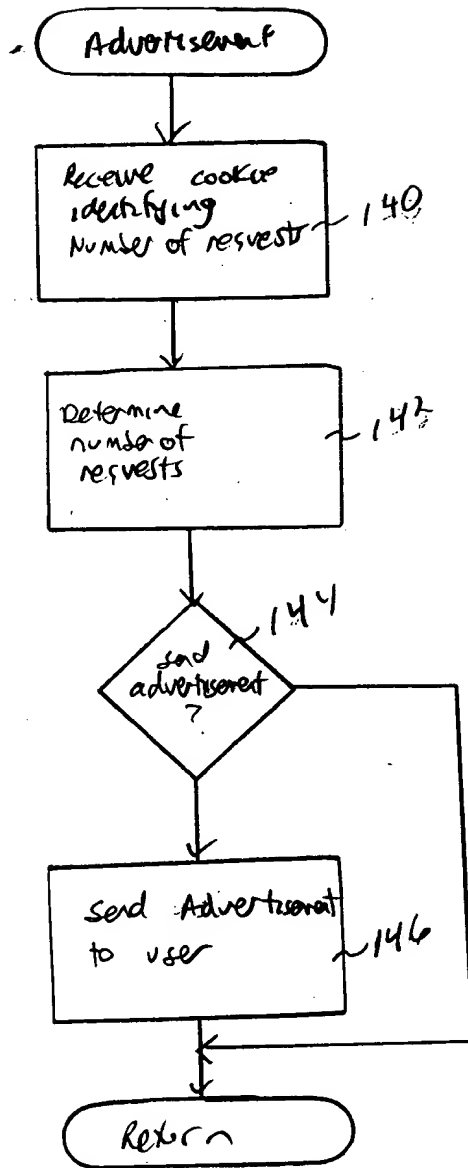 Advertisement
Receive cookie
identifying
Number of requests
140
Determine
number of
requests
142
144
send
advertisement
?
Send Advertisement
to user
146
Return